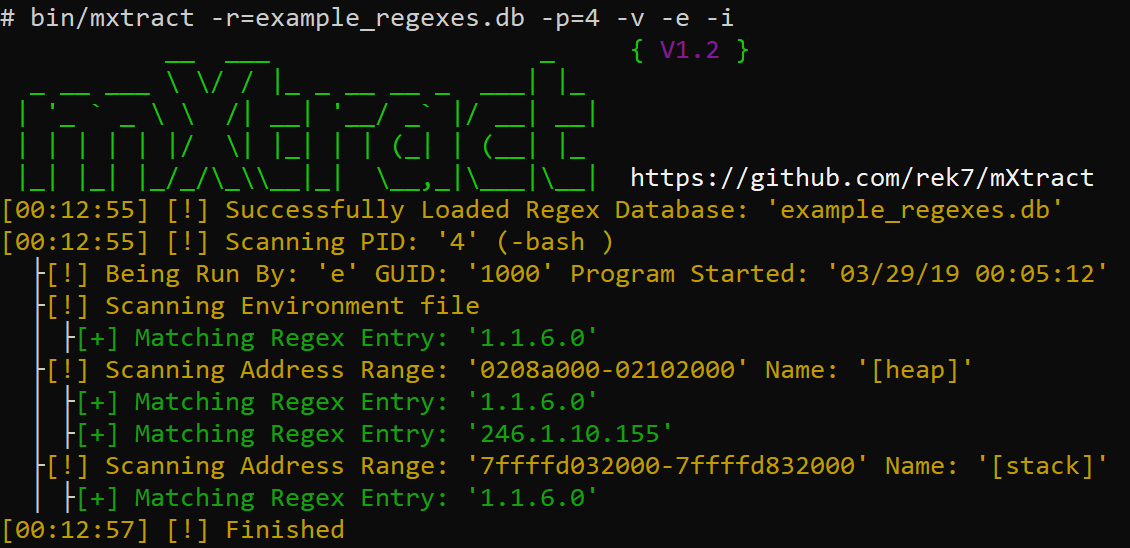 # bin/mxtract -r=example_regexes.db -p=4 -v -e -i
{ V1.2 }
mXtract
https://github.com/rek7/mXtract
[00:12:55] [!] Successfully Loaded Regex Database: 'example_regexes.db'
[00:12:55] [!] Scanning PID: '4' (-bash )
├[!] Being Run By: 'e' GUID: '1000' Program Started: '03/29/19 00:05:12'
├[!] Scanning Environment file
│ ├[+] Matching Regex Entry: '1.1.6.0'
├[!] Scanning Address Range: '0208a000-02102000' Name: '[heap]'
│ ├[+] Matching Regex Entry: '1.1.6.0'
│ ├[+] Matching Regex Entry: '246.1.10.155'
├[!] Scanning Address Range: '7ffffd032000-7ffffd832000' Name: '[stack]'
│ ├[+] Matching Regex Entry: '1.1.6.0'
[00:12:57] [!] Finished